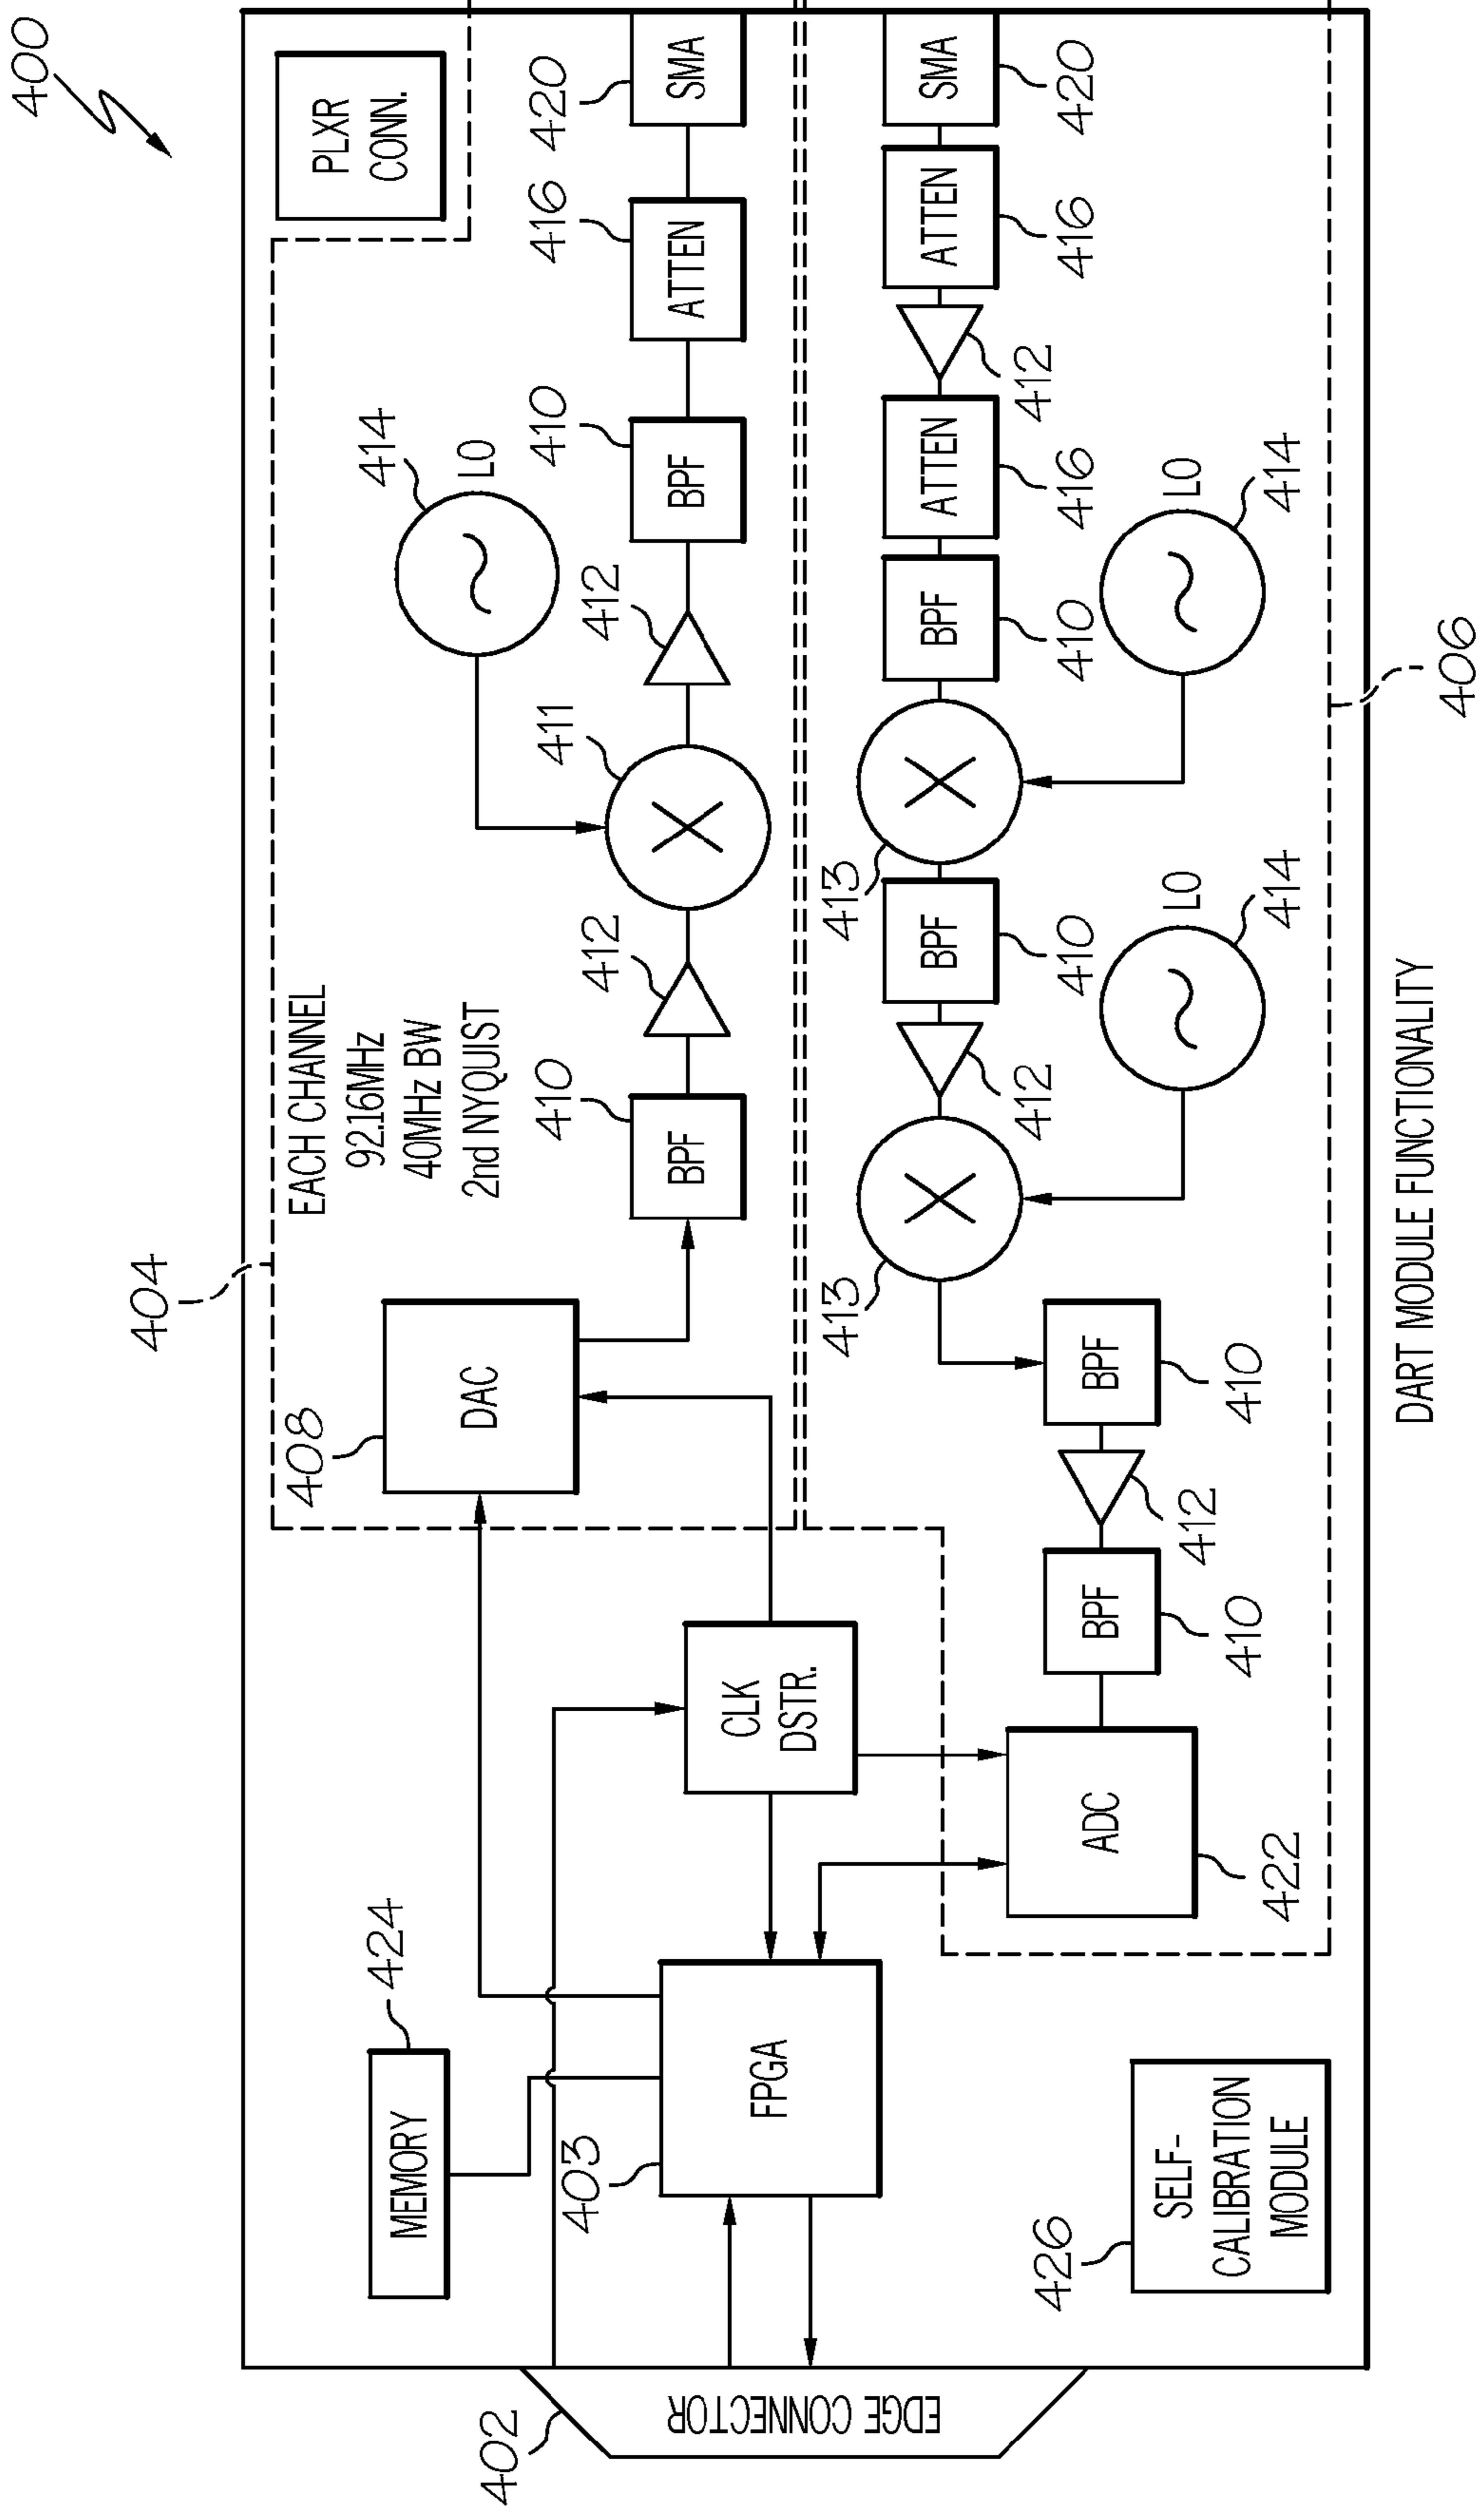 400
404
408
EACH CHANNEL
92.16MHz
40MHz BW
2nd NYQUIST
414
LO
PLXR
CONN.
424
MEMORY
DAC
410
BPF
412
411
412
410
BPF
416
ATTEN
420
SMA
402
EDGE CONNECTOR
403
FPGA
CLK
DSTR.
413
413
BPF
410
412
BPF
410
ATTEN
416
412
ATTEN
416
SMA
420
426
SELF-
CALIBRATION
MODULE
ADC
422
BPF
410
412
BPF
410
LO
414
LO
414
406
DART MODULE FUNCTIONALITY